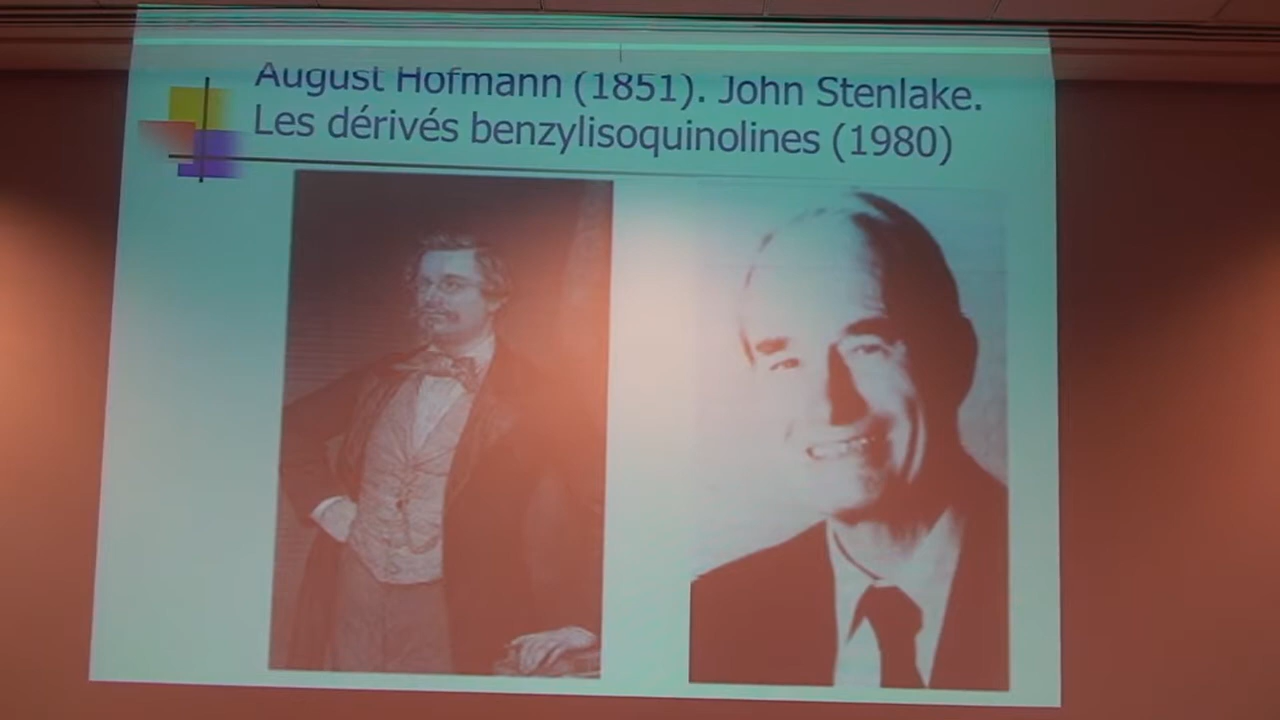 August Hofmann (1851). John Stenlake.
Les dérivés benzylisoquinolines (1980)